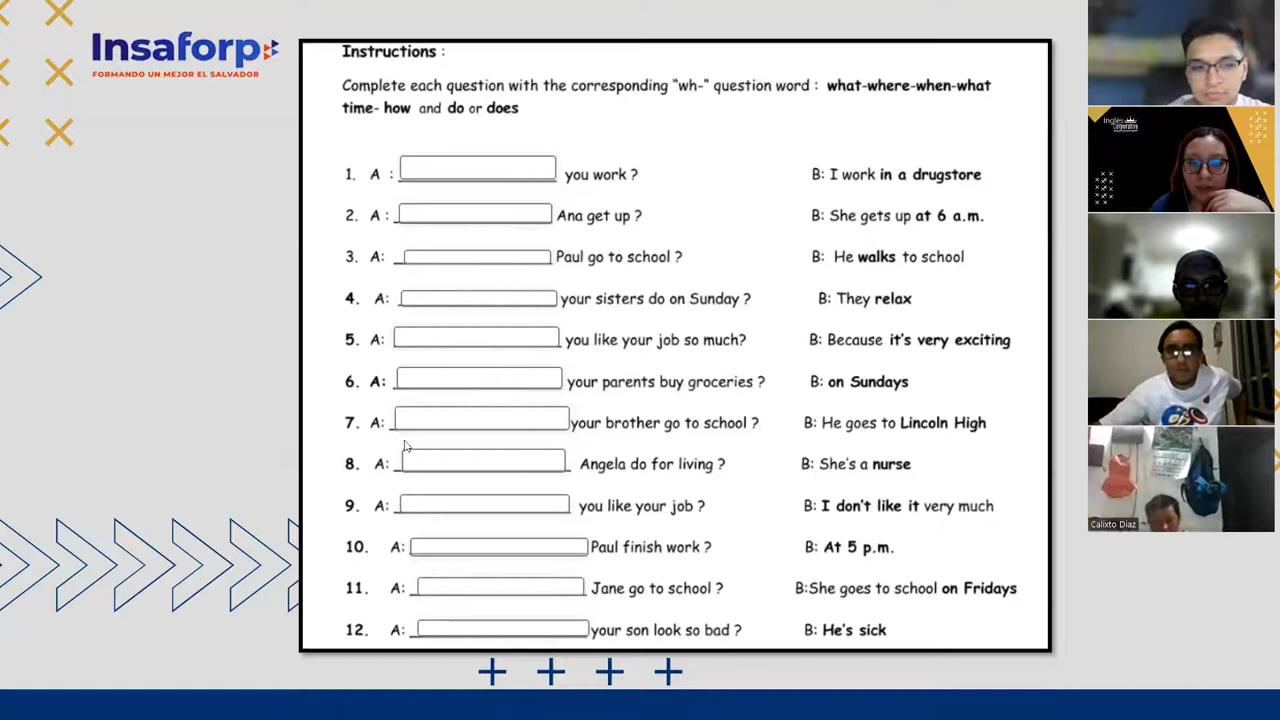 Insaforp
FORMANDO UN MEJOR EL SALVADOR
Instructions :
Complete each question with the corresponding "wh-" question word : what-where-when-what
time- how and do or does
1. A : you work ? B: I work in a drugstore
2. A : Ana get up ? B: She gets up at 6 a.m.
3. A: Paul go to school ? B: He walks to school
4. A: your sisters do on Sunday ? B: They relax
5. A: you like your job so much? B: Because it's very exciting
6. A: your parents buy groceries ? B: on Sundays
7. A: your brother go to school ? B: He goes to Lincoln High
8. A: Angela do for living ? B: She's a nurse
9. A: you like your job ? B: I don't like it very much
10. A: Paul finish work ? B: At 5 p.m.
11. A: Jane go to school ? B:She goes to school on Fridays
12. A: your son look so bad ? B: He's sick
Inglés
Corporativo
Calixto Diaz